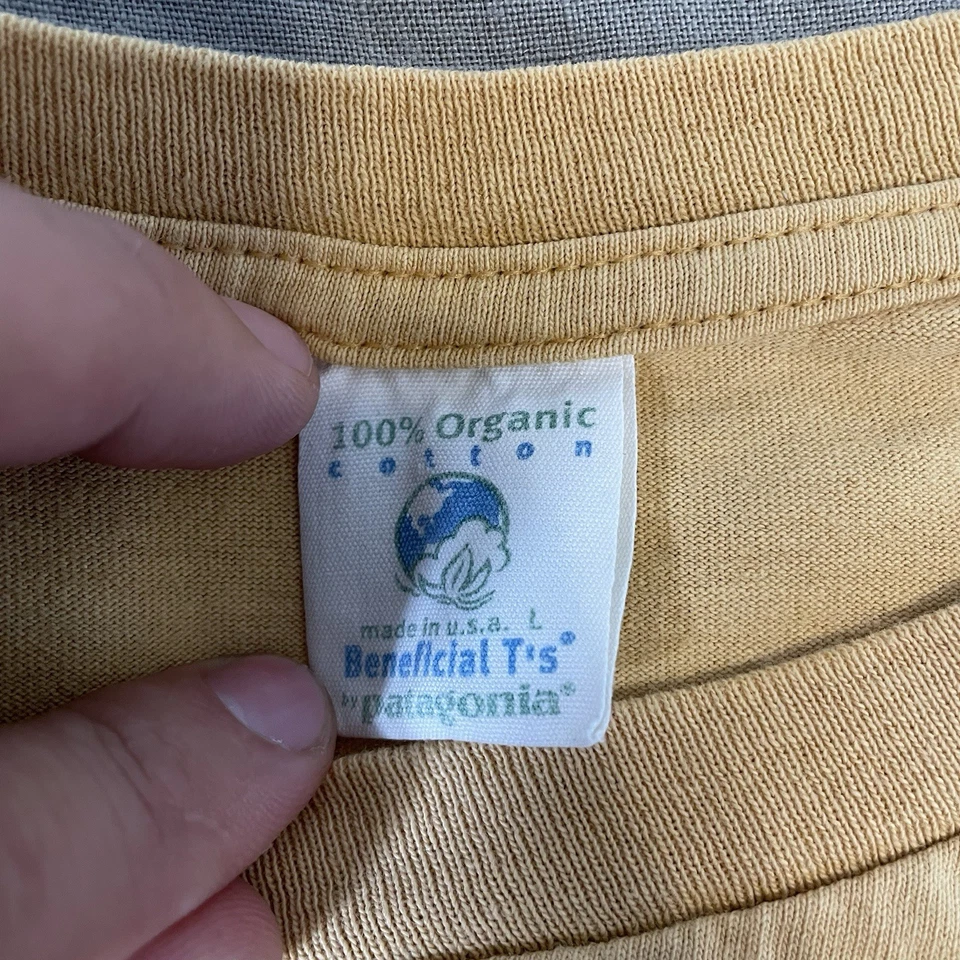 100% Organic
cotton
made in u.s.a. L
Beneficial T's®
by patagonia®